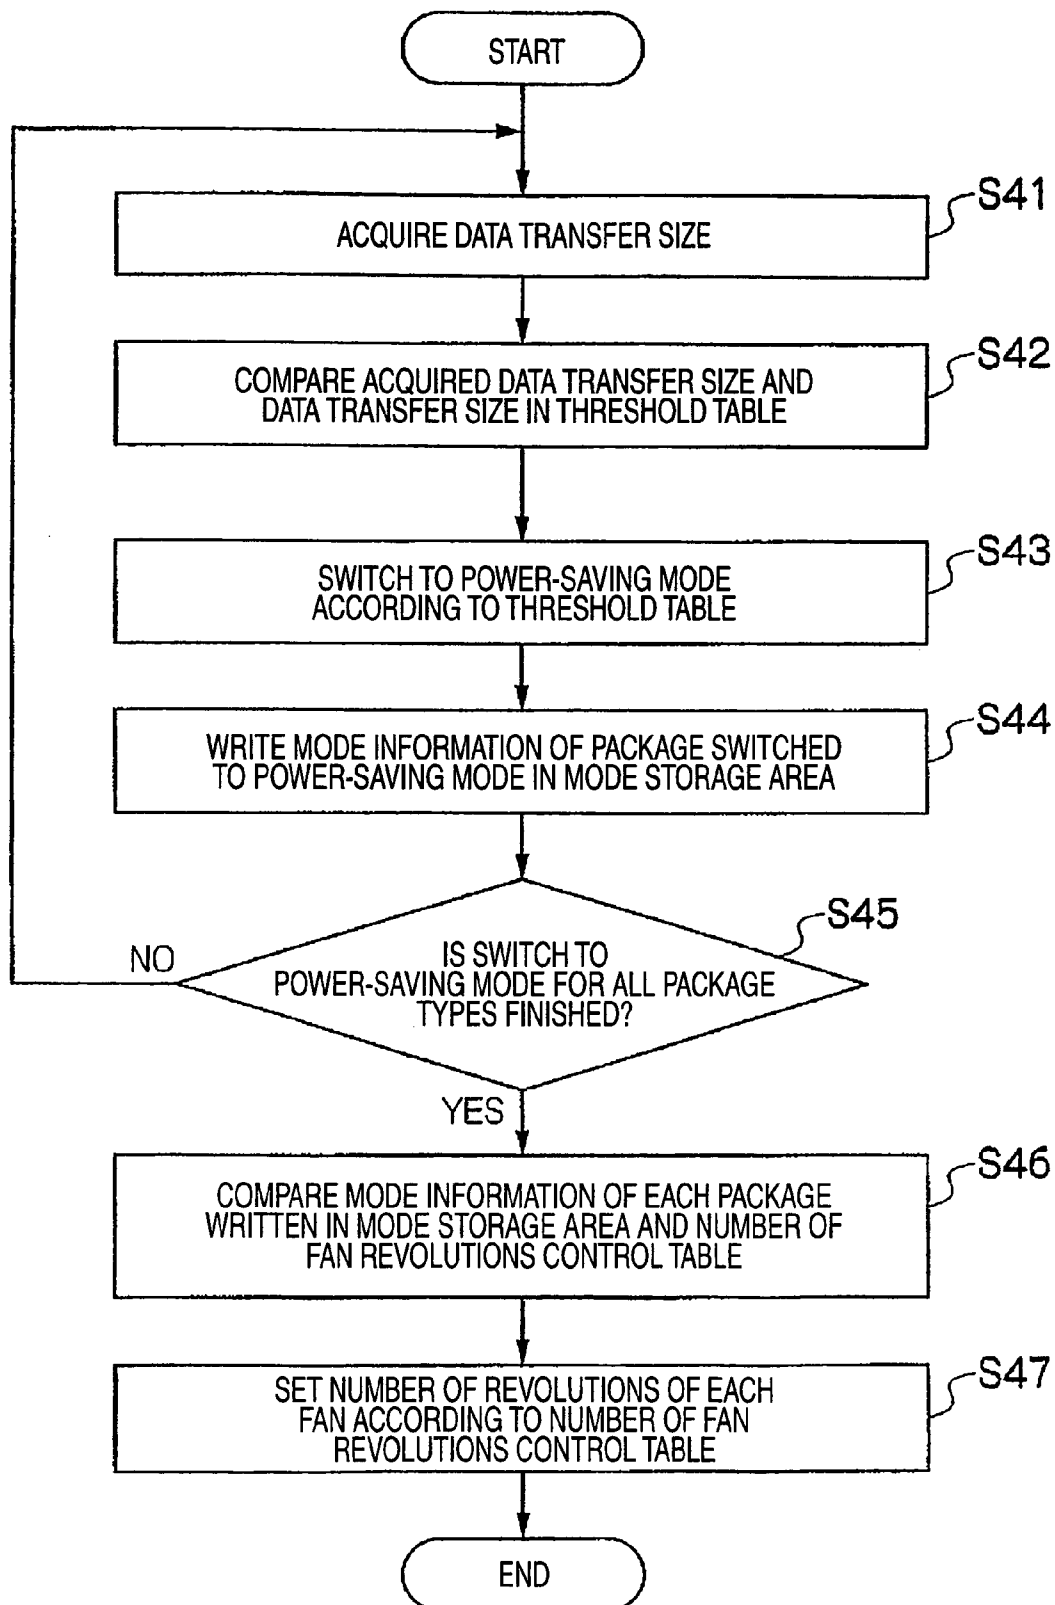 START
S41
ACQUIRE DATA TRANSFER SIZE
S42
COMPARE ACQUIRED DATA TRANSFER SIZE AND
DATA TRANSFER SIZE IN THRESHOLD TABLE
S43
SWITCH TO POWER-SAVING MODE
ACCORDING TO THRESHOLD TABLE
S44
WRITE MODE INFORMATION OF PACKAGE SWITCHED
TO POWER-SAVING MODE IN MODE STORAGE AREA
S45
NO
IS SWITCH TO
POWER-SAVING MODE FOR ALL PACKAGE
TYPES FINISHED?
YES
S46
COMPARE MODE INFORMATION OF EACH PACKAGE
WRITTEN IN MODE STORAGE AREA AND NUMBER OF
FAN REVOLUTIONS CONTROL TABLE
S47
SET NUMBER OF REVOLUTIONS OF EACH
FAN ACCORDING TO NUMBER OF FAN
REVOLUTIONS CONTROL TABLE
END